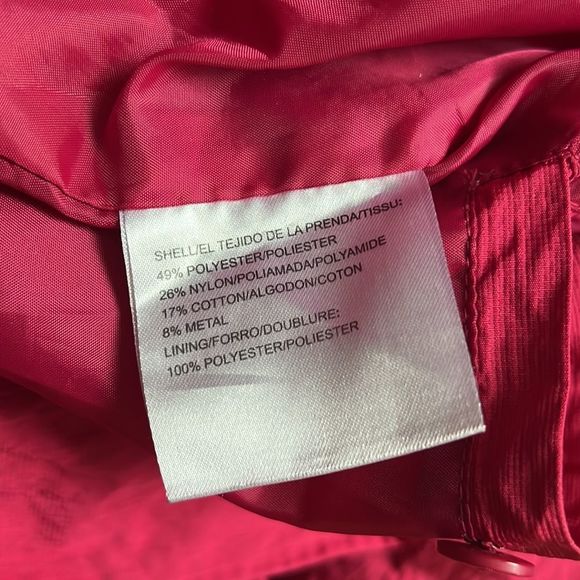 SHELL/EL TEJIDO DE LA PRENDA/TISSU:
49% POLYESTER/POLIESTER
26% NYLON/POLIAMADA/POLYAMIDE
17% COTTON/ALGODON/COTON
8% METAL
LINING/FORRO/DOUBLURE:
100% POLYESTER/POLIESTER